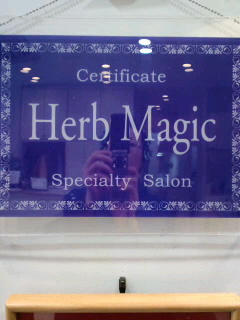 Certificate
Herb Magic
Specialty Salon